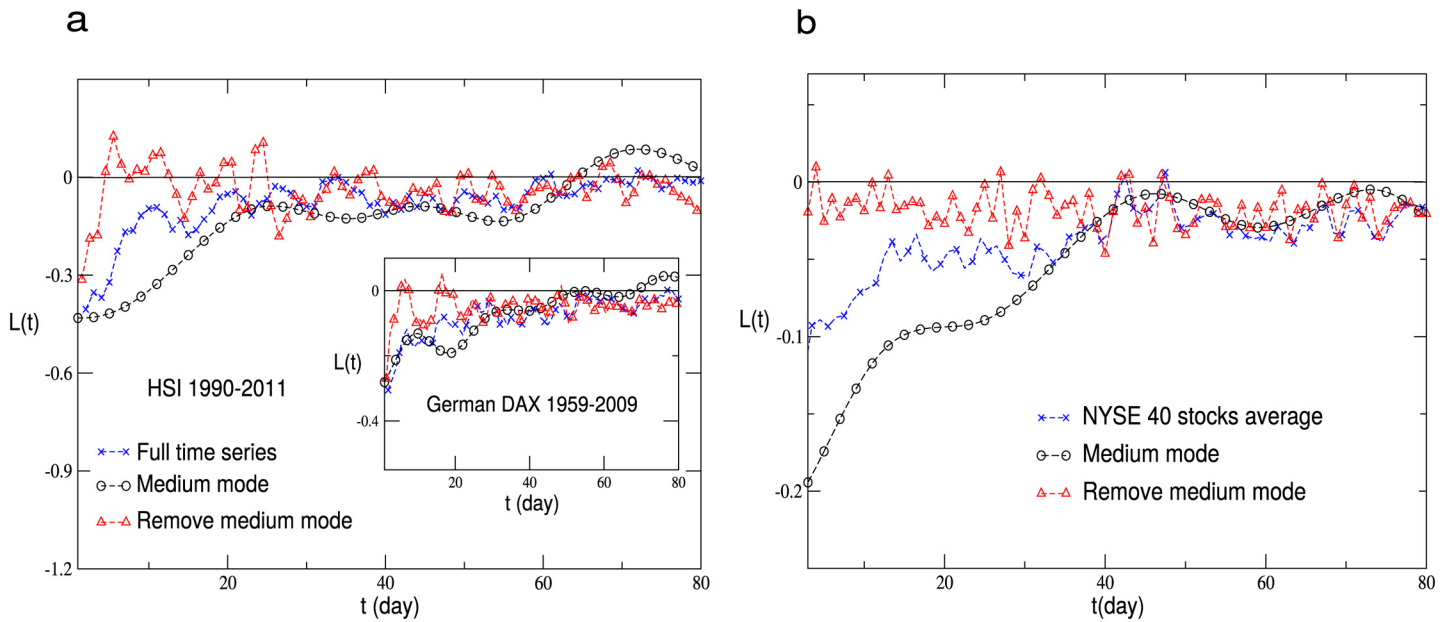 a
0
-0.3
-0.6
-0.9
-1.2
L(t)
20
40
60
80
t (day)
HSI 1990-2011
Full time series
Medium mode
Remove medium mode
0
-0.4
L(t)
German DAX 1959-2009
20
40
60
80
t (day)
b
0
-0.1
-0.2
L(t)
20
40
60
80
t(day)
NYSE 40 stocks average
Medium mode
Remove medium mode